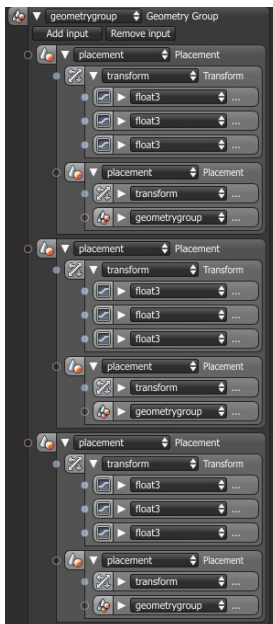 geometrygroup Geometry Group
Add input Remove input
placement Placement
transform Transform
float3 ...
float3 ...
float3 ...
placement Placement
transform ...
geometrygroup ...
placement Placement
transform Transform
float3 ...
float3 ...
float3 ...
placement Placement
transform ...
geometrygroup ...
placement Placement
transform Transform
float3 ...
float3 ...
float3 ...
placement Placement
transform ...
geometrygroup ...